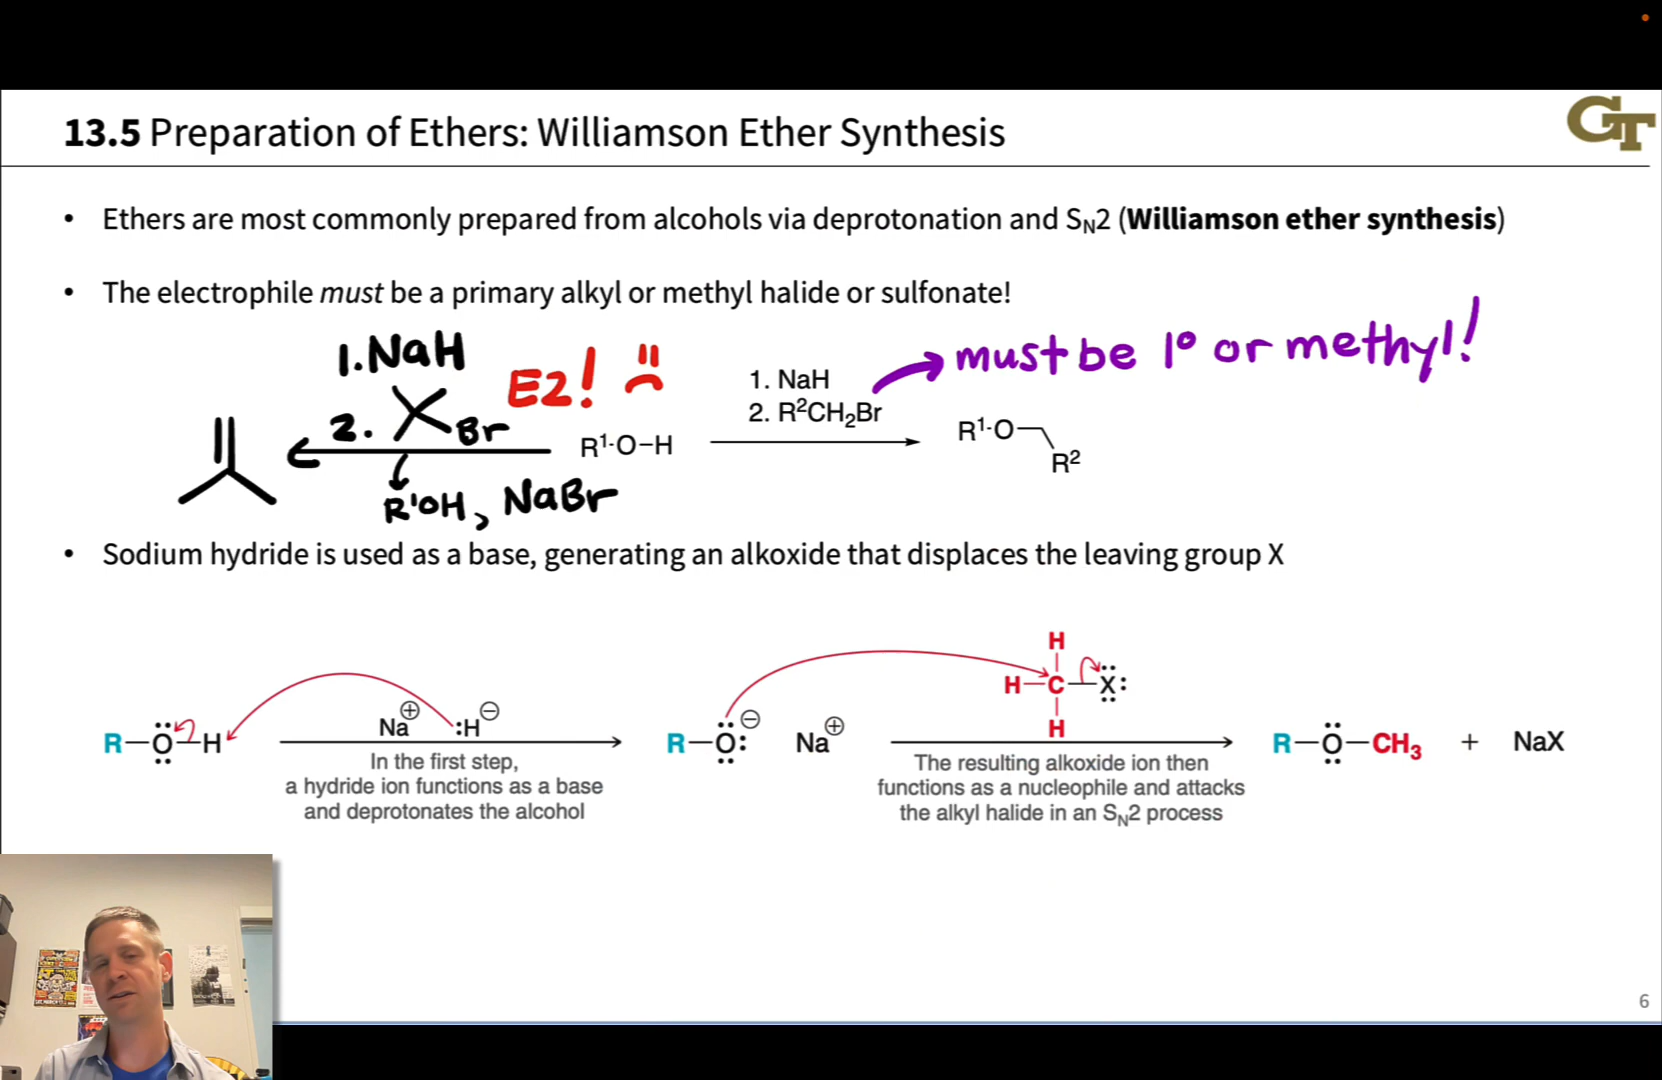 13.5 Preparation of Ethers: Williamson Ether Synthesis
GT
• Ethers are most commonly prepared from alcohols via deprotonation and SN2 (Williamson ether synthesis)
• The electrophile must be a primary alkyl or methyl halide or sulfonate!
1. NaH
2. Br
E2!
R'OH, NaBr
R¹-O-H
1. NaH
2. R²CH₂Br
must be 1° or methyl!
R¹-O
R²
• Sodium hydride is used as a base, generating an alkoxide that displaces the leaving group X
R-O-H
Na⊕ :H⊖
In the first step,
a hydride ion functions as a base
and deprotonates the alcohol
R-O:⊖ Na⊕
H
H-C-X:
H
The resulting alkoxide ion then
functions as a nucleophile and attacks
the alkyl halide in an SN2 process
R-O-CH₃ + NaX
6